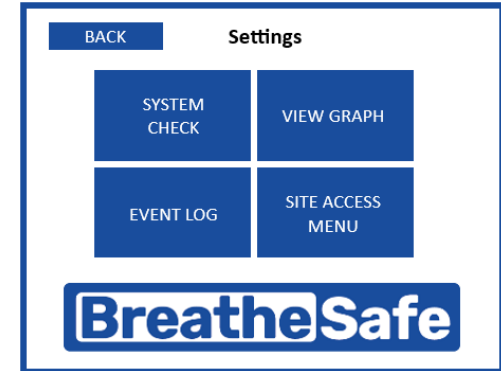 BACK
Settings
SYSTEM
CHECK
VIEW GRAPH
EVENT LOG
SITE ACCESS
MENU
BreatheSafe